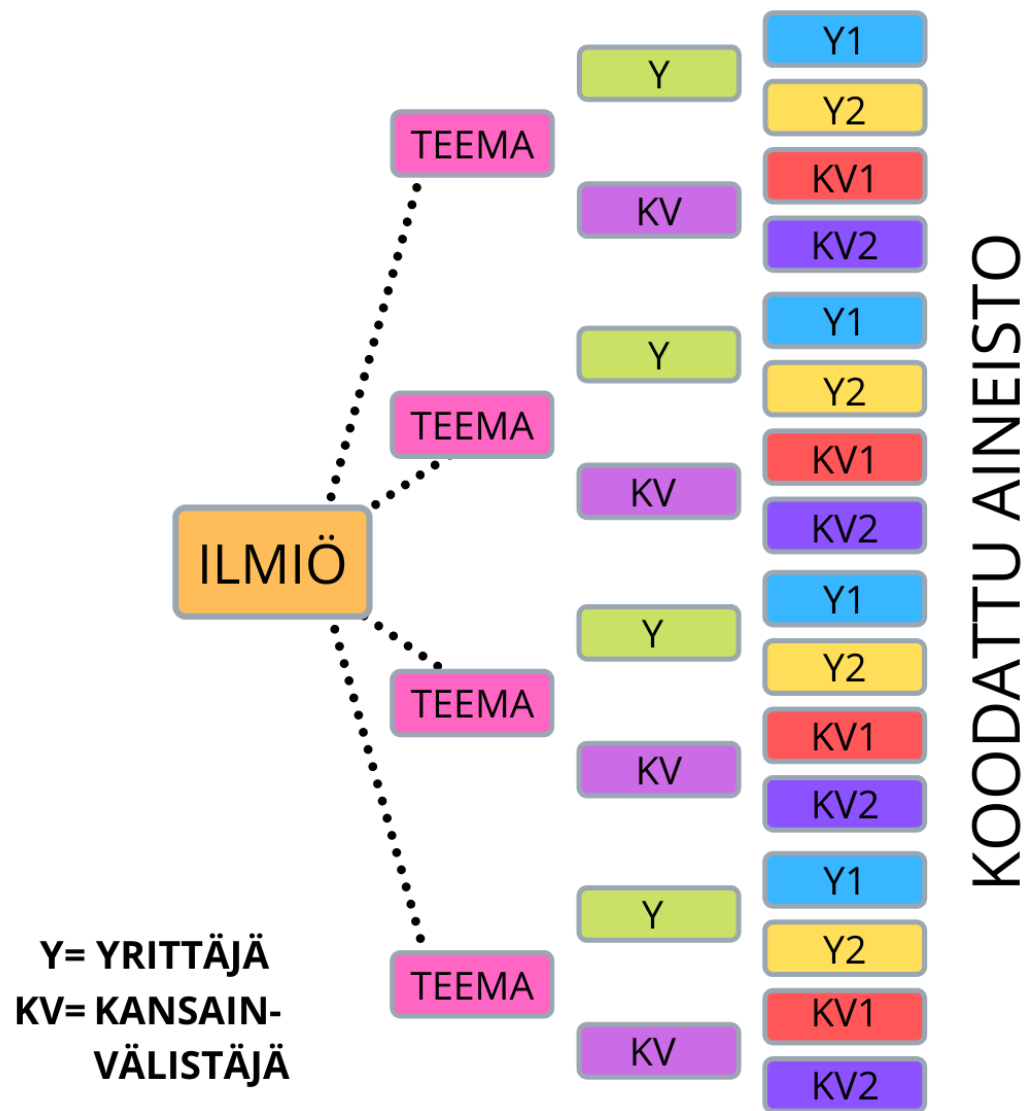 Y1
Y
Y2
TEEMA
KV1
KV
KV2
Y1
Y
Y2
TEEMA
KV1
KV
KV2
ILMIÖ
Y1
Y
Y2
TEEMA
KV1
KV
KV2
Y1
Y
Y2
TEEMA
KV1
KV
KV2
KOODATTU AINEISTO
Y= YRITTÄJÄ
KV= KANSAIN-
VÄLISTÄJÄ